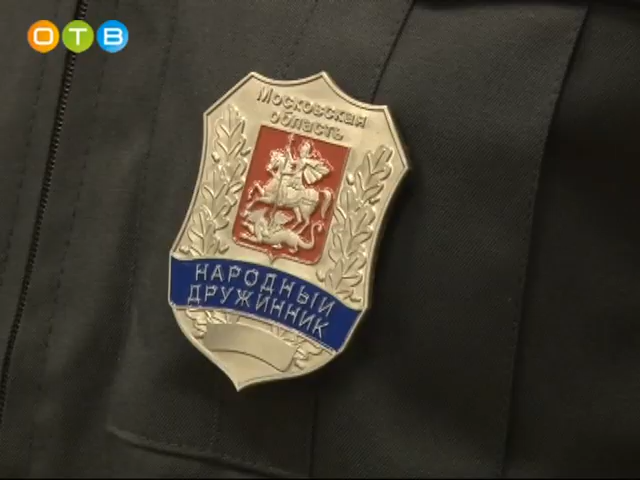 ОТВ
Московская
область
НАРОДНЫЙ
ДРУЖИННИК